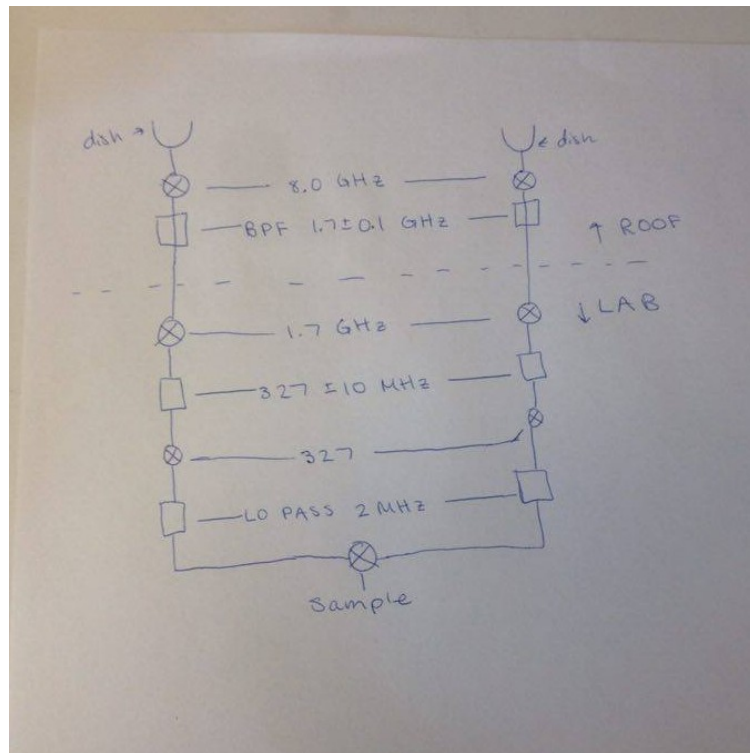 dish → ← dish
8.0 GHz
BPF 1.7±0.1 GHz
↑ ROOF
↓ LAB
1.7 GHz
327 ±10 MHz
327
LO PASS 2 MHz
sample